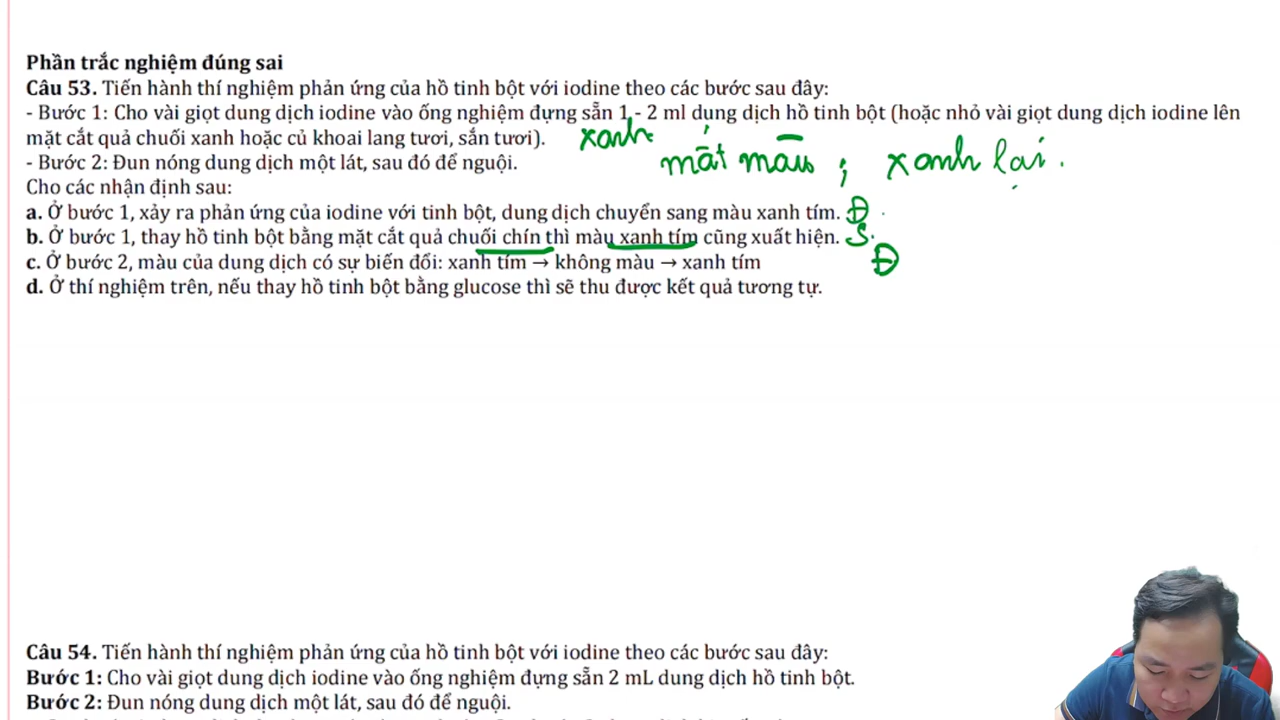 Phần trắc nghiệm đúng sai
Câu 53. Tiến hành thí nghiệm phản ứng của hồ tinh bột với iodine theo các bước sau đây:
- Bước 1: Cho vài giọt dung dịch iodine vào ống nghiệm đựng sẵn 1 - 2 ml dung dịch hồ tinh bột (hoặc nhỏ vài giọt dung dịch iodine lên
mặt cắt quả chuối xanh hoặc củ khoai lang tươi, sắn tươi). xanh
- Bước 2: Đun nóng dung dịch một lát, sau đó để nguội. mất màu ; xanh lại.
Cho các nhận định sau:
a. Ở bước 1, xảy ra phản ứng của iodine với tinh bột, dung dịch chuyển sang màu xanh tím. Đ
b. Ở bước 1, thay hồ tinh bột bằng mặt cắt quả chuối chín thì màu xanh tím cũng xuất hiện. S.
c. Ở bước 2, màu của dung dịch có sự biến đổi: xanh tím → không màu → xanh tím Đ
d. Ở thí nghiệm trên, nếu thay hồ tinh bột bằng glucose thì sẽ thu được kết quả tương tự.
Câu 54. Tiến hành thí nghiệm phản ứng của hồ tinh bột với iodine theo các bước sau đây:
Bước 1: Cho vài giọt dung dịch iodine vào ống nghiệm đựng sẵn 2 mL dung dịch hồ tinh bột.
Bước 2: Đun nóng dung dịch một lát, sau đó để nguội.